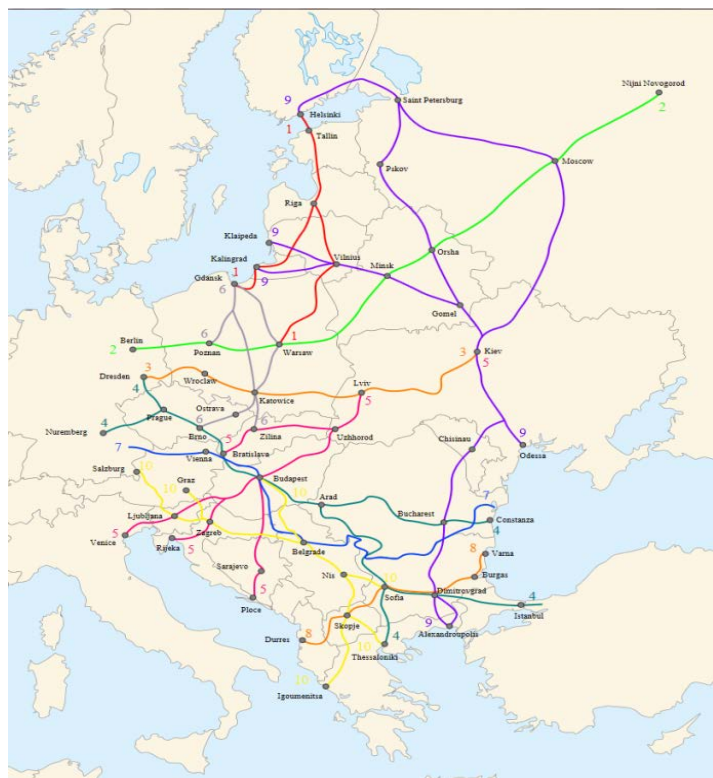 Nijni Novogorod
2
9
Saint Petersburg
Helsinki
1
Tallin
Moscow
Pskov
Riga
Klaipeda
9
Orsha
Kalingrad
Vilnius
Minsk
1
9
Gdansk
6
Gomel
1
6
Berlin
2
Poznan
Warsaw
3
Kiev
5
Dresden
3
Wroclaw
4
Katowice
Lviv
5
Ostrava
Prague
4
6
6
Nuremberg
Brno
5
Zilina
Uzhhorod
Chisinau
9
7
Odessa
Vienna
Bratislava
Salzburg
10
Budapest
Graz
10
10
Arad
7
Ljubljana
Bucharest
Constanza
4
5
Zagreb
Venice
Rijeka
5
Belgrade
8
Varna
Sarajevo
Nis
10
Burgas
5
Sofia
Dimitrovgrad
4
Ploce
Istanbul
Skopje
9
Durres
8
4
Alexandroupolis
10
Thessaloniki
10
Igoumenitsa